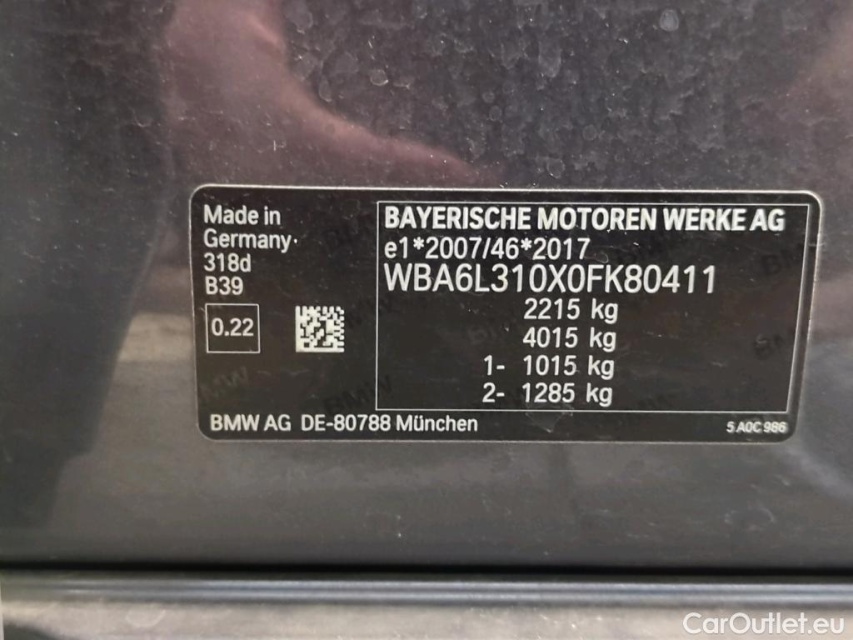 Made in
Germany
318d
B39
0.22
BAYERISCHE MOTOREN WERKE AG
e1*2007/46*2017
WBA6L310X0FK80411
2215 kg
4015 kg
1- 1015 kg
2- 1285 kg
BMW AG DE-80788 München
5 A0C 986
CarOutlet.eu